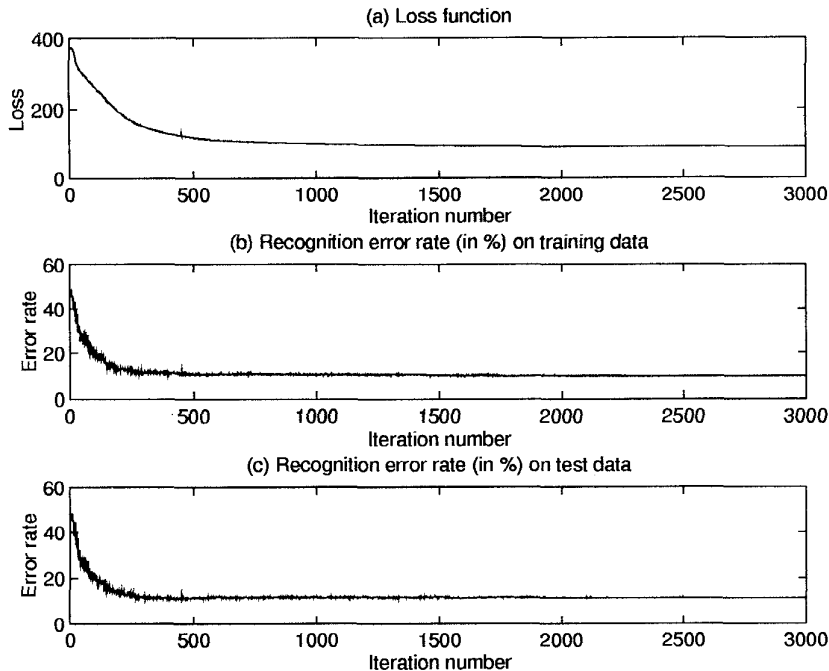 (a) Loss function
400
200
0
Loss
0 500 1000 1500 2000 2500 3000
Iteration number
(b) Recognition error rate (in %) on training data
60
40
20
0
Error rate
0 500 1000 1500 2000 2500 3000
Iteration number
(c) Recognition error rate (in %) on test data
60
40
20
0
Error rate
0 500 1000 1500 2000 2500 3000
Iteration number